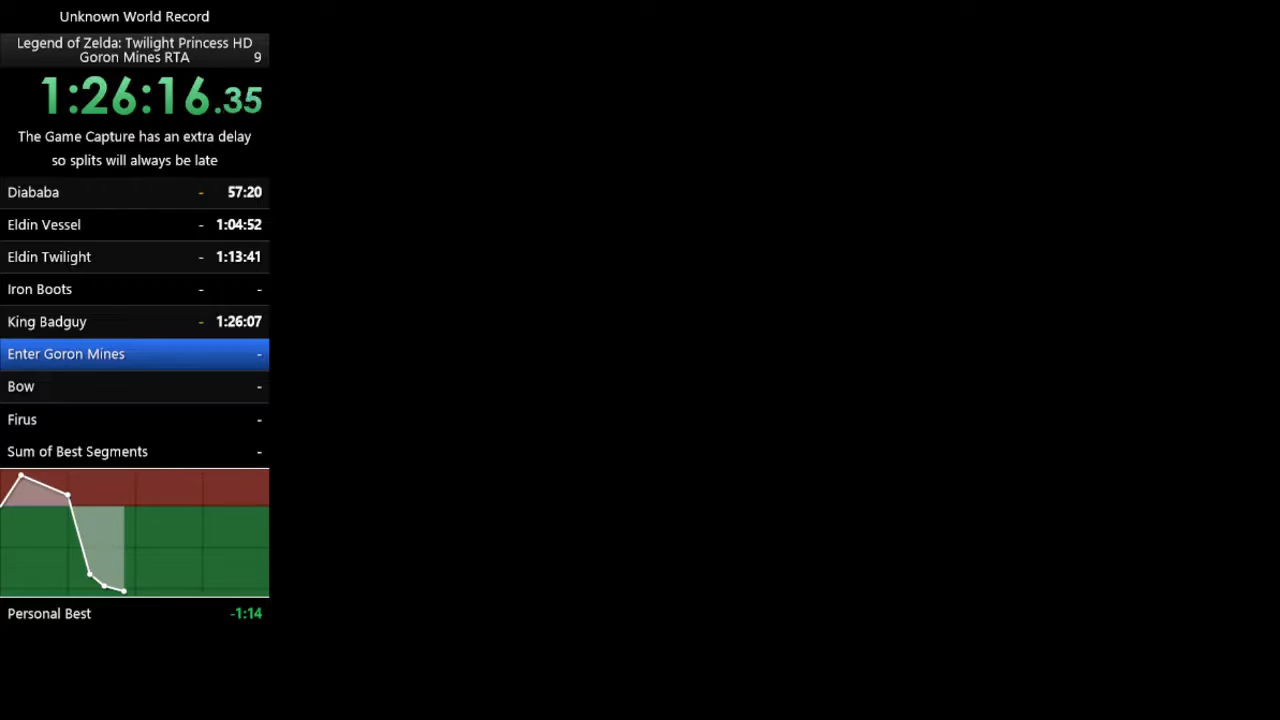 Unknown World Record
Legend of Zelda: Twilight Princess HD
Goron Mines RTA 9
1:26:16.35
The Game Capture has an extra delay
so splits will always be late
Diababa - 57:20
Eldin Vessel - 1:04:52
Eldin Twilight - 1:13:41
Iron Boots - -
King Badguy - 1:26:07
Enter Goron Mines -
Bow -
Firus -
Sum of Best Segments -
Personal Best -1:14